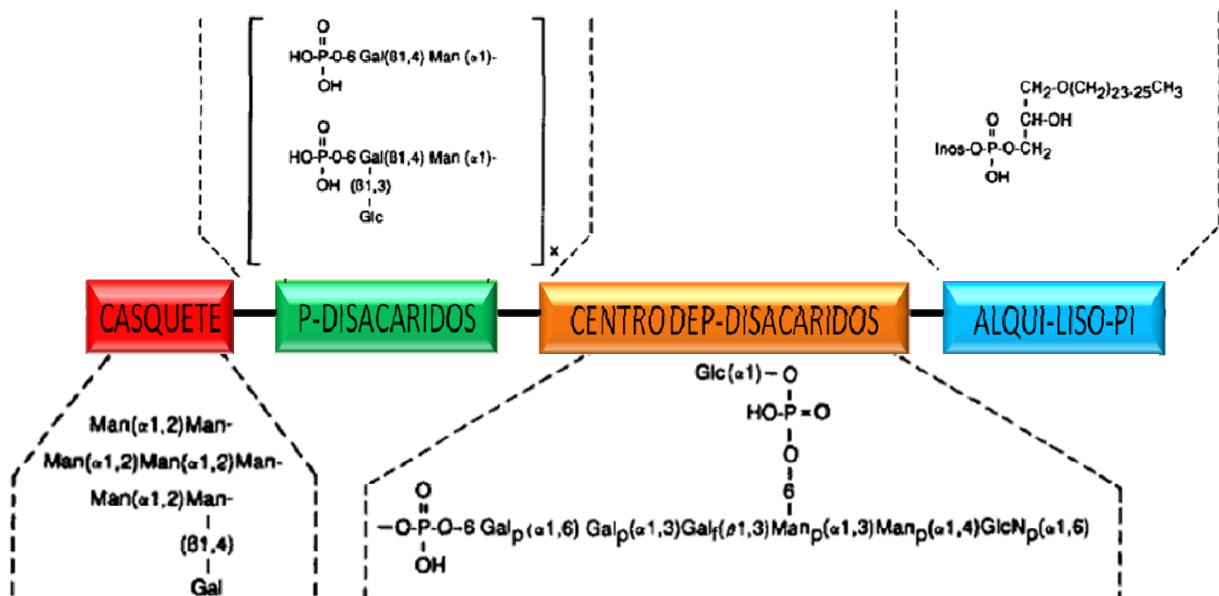 O
HO-P-O-6 Gal(β1,4) Man (α1)-
OH
O
HO-P-O-6 Gal(β1,4) Man (α1)-
OH (β1,3)
Glc
x
CH2-O(CH2)23-25CH3
O CH-OH
Inos-O-P-O-CH2
OH
CASQUETE
P-DISACARIDOS
CENTRO DEP-DISACARIDOS
ALQUI-LISO-PI
Man(α1,2)Man-
Man(α1,2)Man(α1,2)Man-
Man(α1,2)Man-
(β1,4)
Gal
Glc(α1)–O
HO-P=O
O
6
O
–O-P-O-6 Galp(α1,6) Galp(α1,3)Galf(β1,3)Manp(α1,3)Manp(α1,4)GlcNp(α1,6)
OH